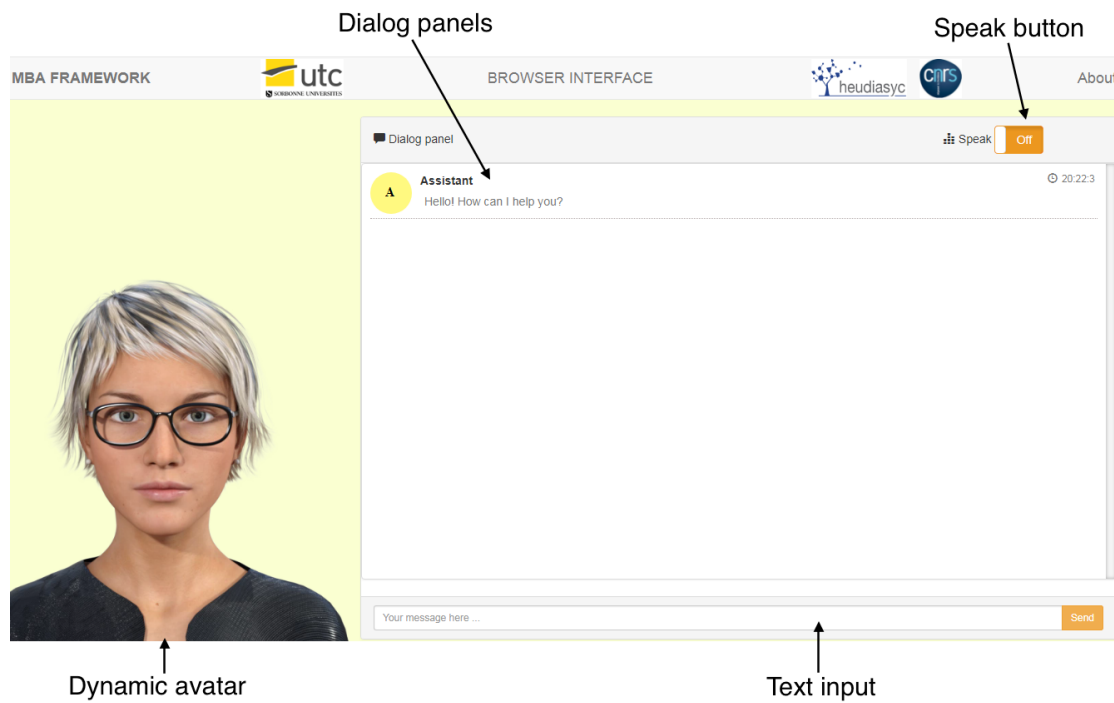 Dialog panels
Speak button
MBA FRAMEWORK
utc
SORBONNE UNIVERSITES
BROWSER INTERFACE
heudiasyc
cnrs
About
Dialog panel
Speak
Off
A
Assistant
20:22:3
Hello! How can I help you?
Your message here ...
Send
Dynamic avatar
Text input